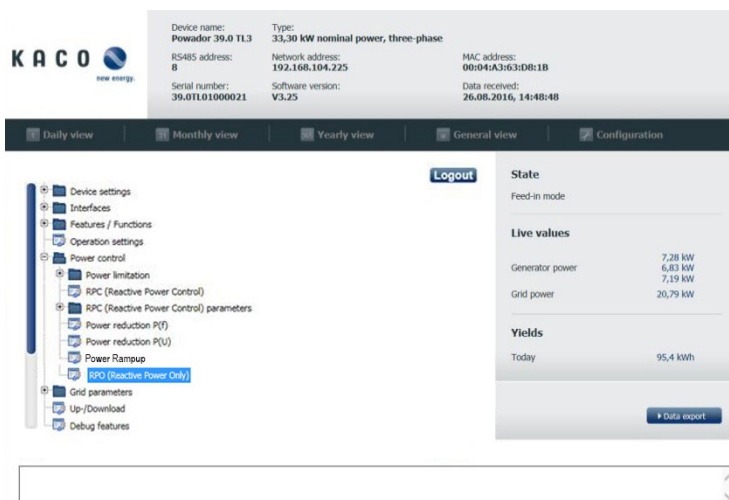 KACO
new energy.
Device name:
Powador 39.0 TL3
Type:
33,30 kW nominal power, three-phase
RS485 address:
8
Network address:
192.168.104.225
MAC address:
00:04:A3:63:D8:1B
Serial number:
39.0TL01000021
Software version:
V3.25
Data received:
26.08.2016, 14:48:48
Daily view
Monthly view
Yearly view
General view
Configuration
Logout
Device settings
Interfaces
Features / Functions
Operation settings
Power control
Power limitation
RPC (Reactive Power Control)
RPC (Reactive Power Control) parameters
Power reduction P(f)
Power reduction P(U)
Power Rampup
RPO (Reactive Power Only)
Grid parameters
Up-/Download
Debug features
State
Feed-in mode
Live values
Generator power
7,28 kW
6,83 kW
7,19 kW
Grid power
20,79 kW
Yields
Today
95,4 kWh
Data export